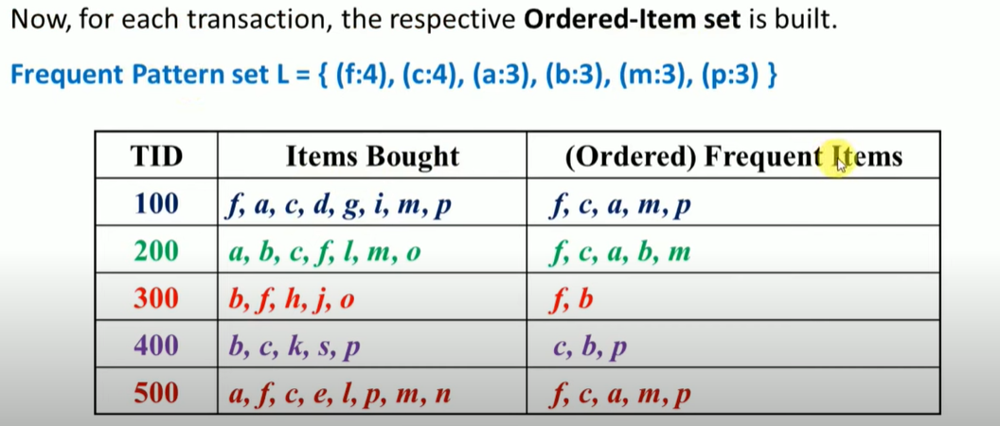 Now, for each transaction, the respective Ordered-Item set is built.
Frequent Pattern set L = { (f:4), (c:4), (a:3), (b:3), (m:3), (p:3) }
TID Items Bought (Ordered) Frequent Items
100 f, a, c, d, g, i, m, p f, c, a, m, p
200 a, b, c, f, l, m, o f, c, a, b, m
300 b, f, h, j, o f, b
400 b, c, k, s, p c, b, p
500 a, f, c, e, l, p, m, n f, c, a, m, p